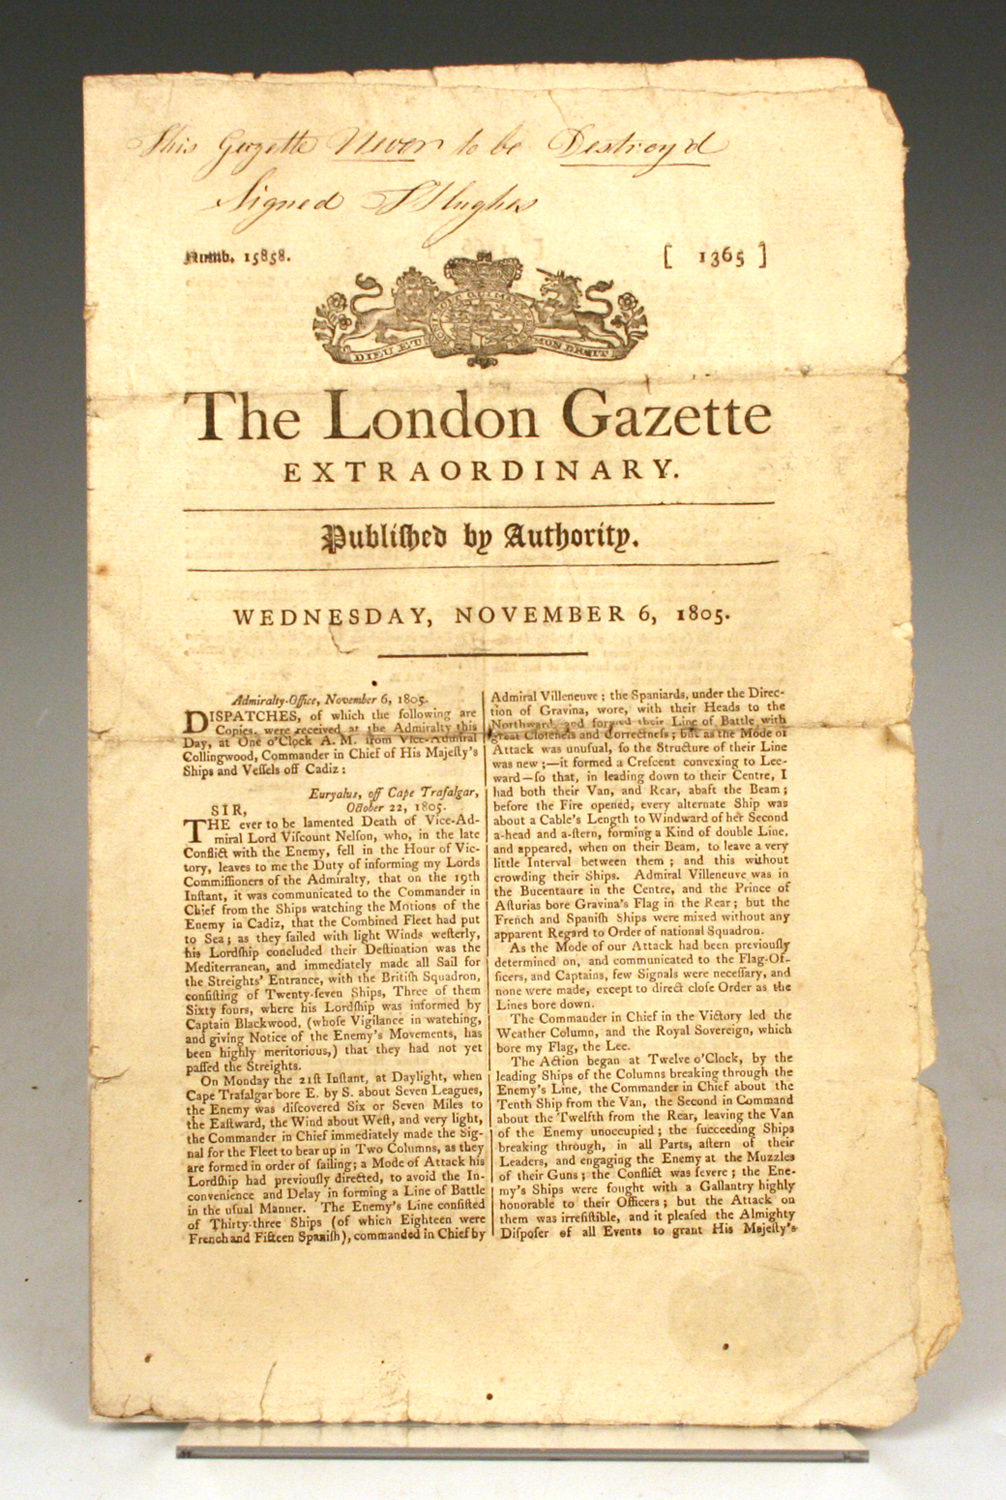 This Gazette Never to be Destroy'd
Signed S Hughes
Numb. 15858.
[ 1365 ]
DIEU ET MON DROIT
The London Gazette
EXTRAORDINARY.
Publiſhed by Authority.
WEDNESDAY, NOVEMBER 6, 1805.
Admiralty-Office, November 6, 1805.
DISPATCHES, of which the following are
Copies, were received at the Admiralty this
Day, at One o'Clock A. M. from Vice-Admiral
Collingwood, Commander in Chief of His Majeſty's
Ships and Veſſels off Cadiz:
Euryalus, off Cape Trafalgar,
SIR, October 22, 1805.
THE ever to be lamented Death of Vice-Ad-
miral Lord Viſcount Nelſon, who, in the late
Conflict with the Enemy, fell in the Hour of Vic-
tory, leaves to me the Duty of informing my Lords
Commiſſioners of the Admiralty, that on the 19th
Inſtant, it was communicated to the Commander in
Chief from the Ships watching the Motions of the
Enemy in Cadiz, that the Combined Fleet had put
to Sea; as they ſailed with light Winds weſterly,
his Lordſhip concluded their Deſtination was the
Mediterranean, and immediately made all Sail for
the Streights' Entrance, with the Britiſh Squadron,
conſiſting of Twenty-ſeven Ships, Three of them
Sixty fours, where his Lordſhip was informed by
Captain Blackwood, (whoſe Vigilance in watching,
and giving Notice of the Enemy's Movements, has
been highly meritorious,) that they had not yet
paſſed the Streights.
On Monday the 21ſt Inſtant, at Daylight, when
Cape Trafalgar bore E. by S. about Seven Leagues,
the Enemy was diſcovered Six or Seven Miles to
the Eaſtward, the Wind about Weſt, and very light,
the Commander in Chief immediately made the Sig-
nal for the Fleet to bear up in Two Columns, as they
are formed in order of ſailing; a Mode of Attack his
Lordſhip had previouſly directed, to avoid the In-
convenience and Delay in forming a Line of Battle
in the uſual Manner. The Enemy's Line conſiſted
of Thirty-three Ships (of which Eighteen were
French and Fifteen Spaniſh), commanded in Chief by
Admiral Villeneuve: the Spaniards, under the Direc-
tion of Gravina, wore, with their Heads to the
Northward, and formed their Line of Battle with
great Cloſeneſs and Correctneſs; but as the Mode of
Attack was unuſual, ſo the Structure of their Line
was new;—it formed a Creſcent convexing to Lee-
ward—ſo that, in leading down to their Centre, I
had both their Van, and Rear, abaft the Beam;
before the Fire opened, every alternate Ship was
about a Cable's Length to Windward of her Second
a-head and a-ſtern, forming a Kind of double Line,
and appeared, when on their Beam, to leave a very
little Interval between them; and this without
crowding their Ships. Admiral Villeneuve was in
the Bucentaure in the Centre, and the Prince of
Aſturias bore Gravina's Flag in the Rear; but the
French and Spaniſh Ships were mixed without any
apparent Regard to Order of national Squadron.
As the Mode of our Attack had been previouſly
determined on, and communicated to the Flag-Of-
ficers, and Captains, few Signals were neceſſary, and
none were made, except to direct cloſe Order as the
Lines bore down.
The Commander in Chief in the Victory led the
Weather Column, and the Royal Sovereign, which
bore my Flag, the Lee.
The Action began at Twelve o'Clock, by the
leading Ships of the Columns breaking through the
Enemy's Line, the Commander in Chief about the
Tenth Ship from the Van, the Second in Command
about the Twelfth from the Rear, leaving the Van
of the Enemy unoccupied; the ſucceeding Ships
breaking through, in all Parts, aſtern of their
Leaders, and engaging the Enemy at the Muzzles
of their Guns; the Conflict was ſevere; the Ene-
my's Ships were fought with a Gallantry highly
honorable to their Officers; but the Attack on
them was irreſiſtible, and it pleaſed the Almighty
Diſpoſer of all Events to grant His Majeſty's